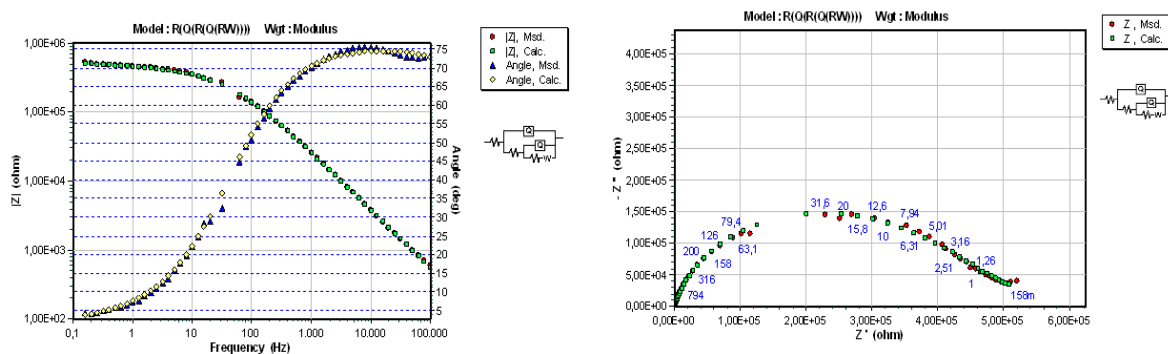 Model : R(Q(R(Q(RW)))) Wgt : Modulus
1,00E+06
1,00E+05
1,00E+04
1,00E+03
1,00E+02
|Z| (ohm)
75
70
65
60
55
50
45
40
35
30
25
20
15
10
5
Angle (deg)
0,1
1
10
100
1.000
10.000
100.000
Frequency (Hz)
|Z|, Msd.
|Z|, Calc.
Angle, Msd.
Angle, Calc.
Q
Q
W
Model : R(Q(R(Q(RW)))) Wgt : Modulus
4,00E+05
3,50E+05
3,00E+05
2,50E+05
2,00E+05
1,50E+05
1,00E+05
5,00E+04
0,00E+00
- Z '' (ohm)
31,6
20
12,6
7,94
79,4
5,01
126
63,1
15,8
10
6,31
3,16
200
158
2,51
1,26
316
1
794
158m
0,00E+00
1,00E+05
2,00E+05
3,00E+05
4,00E+05
5,00E+05
6,00E+05
Z ' (ohm)
Z , Msd.
Z , Calc.
Q
Q
W